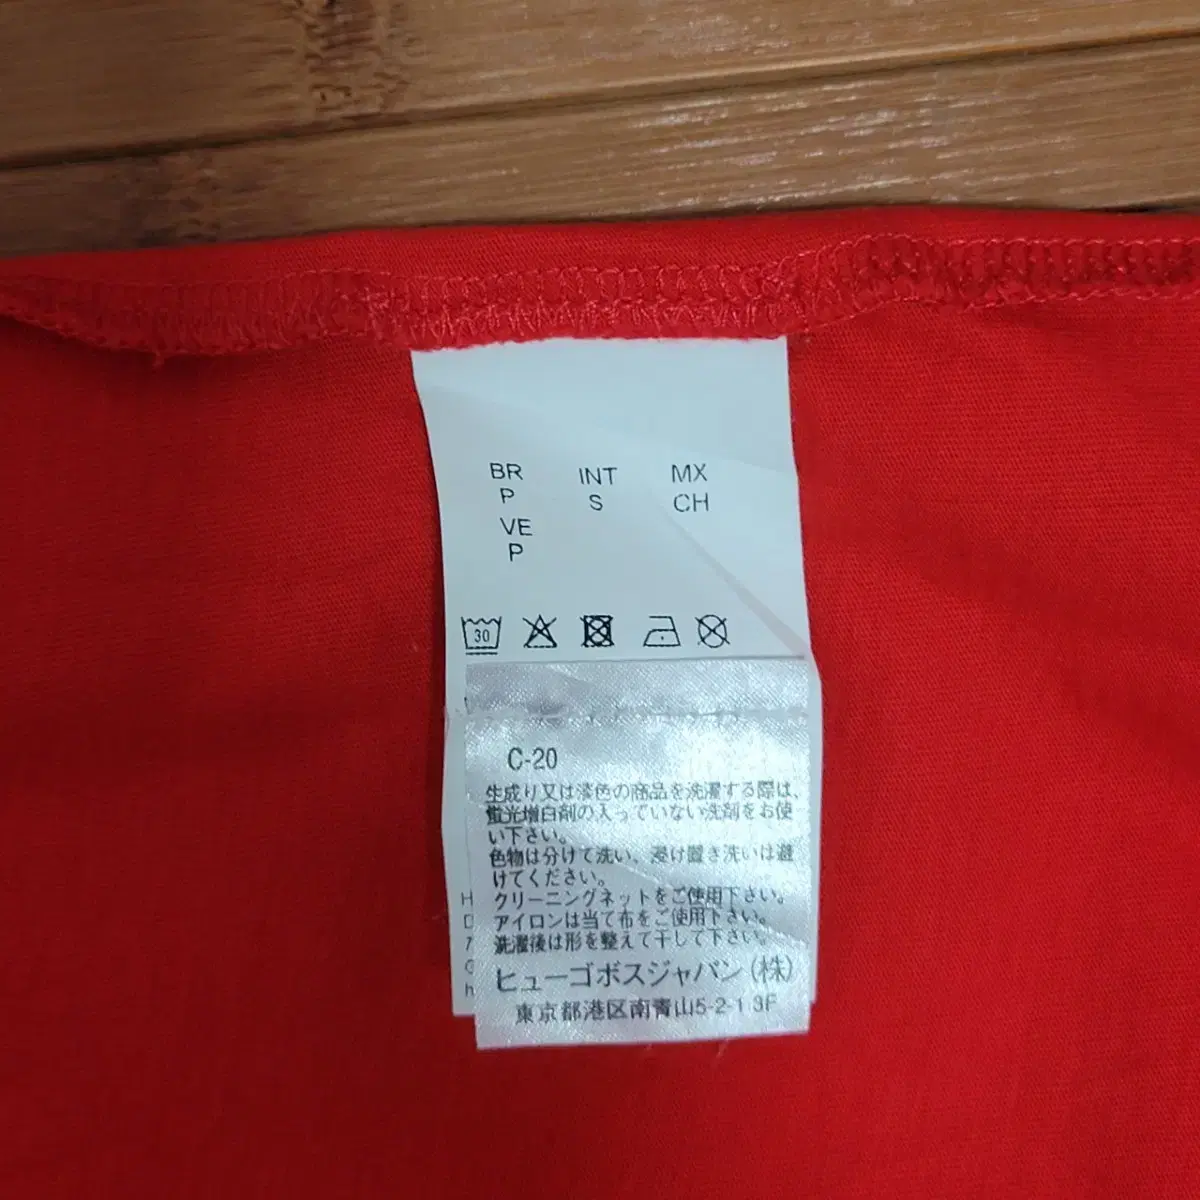 BR INT MX
P S CH
VE
P
30
C-20
生成り又は淡色の商品を洗濯する際は、
蛍光増白剤の入っていない洗剤をお使
い下さい。
色物は分けて洗い、浸け置き洗いは避
けてください。
クリーニングネットをご使用下さい。
アイロンは当て布をご使用下さい。
洗濯後は形を整えて干して下さい。
ヒューゴボスジャパン(株)
東京都港区南青山5-2-1 3F